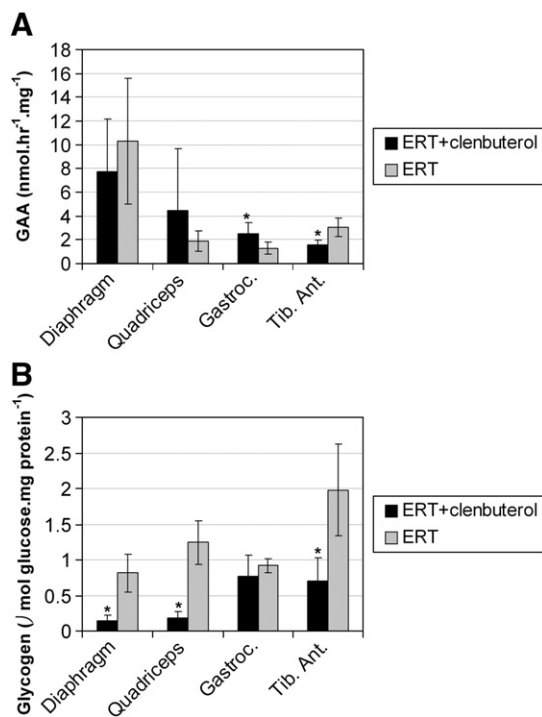 A
GAA (nmol.hr⁻¹.mg⁻¹)
18
16
14
12
10
8
6
4
2
0
*
*
Diaphragm
Quadriceps
Gastroc.
Tib. Ant.
ERT+clenbuterol
ERT
B
Glycogen (/ mol glucose.mg protein⁻¹)
3
2.5
2
1.5
1
0.5
0
*
*
*
Diaphragm
Quadriceps
Gastroc.
Tib. Ant.
ERT+clenbuterol
ERT